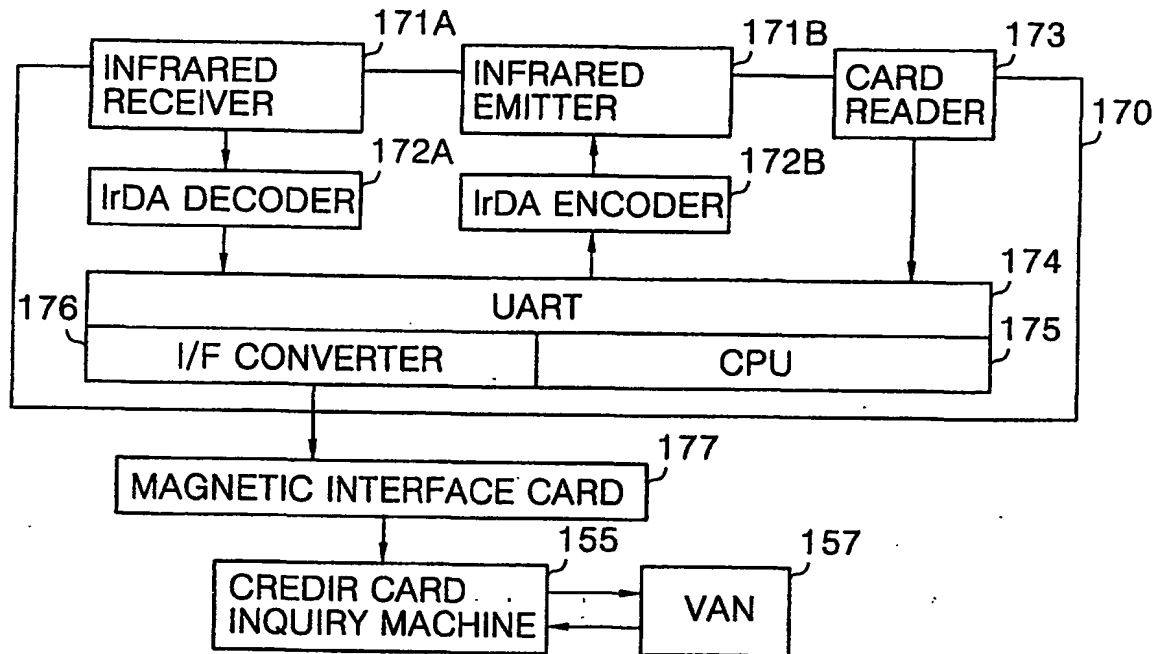 171A
171B
173
INFRARED
RECEIVER
INFRARED
EMITTER
CARD
READER
170
172A
172B
IrDA DECODER
IrDA ENCODER
174
UART
176
175
I/F CONVERTER
CPU
177
MAGNETIC INTERFACE CARD
155
157
CREDIR CARD
INQUIRY MACHINE
VAN